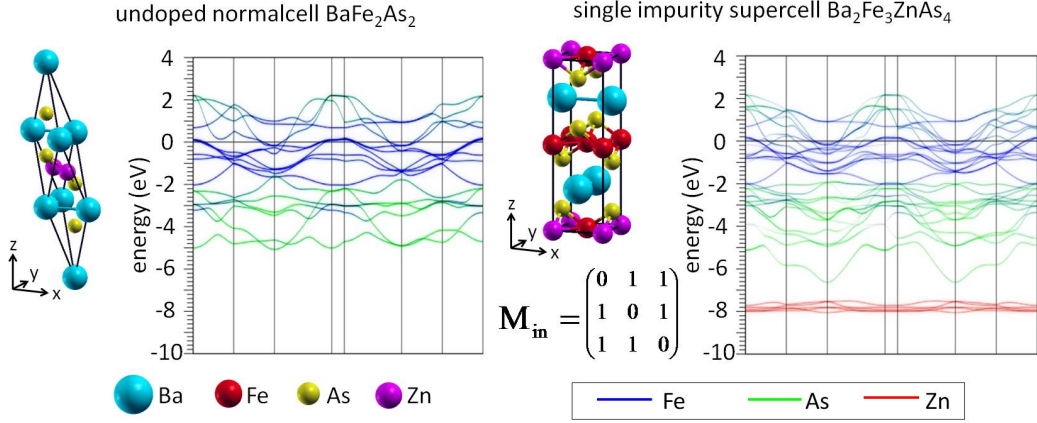 undoped normalcell BaFe₂As₂
single impurity supercell Ba₂Fe₃ZnAs₄
energy (eV)
4
2
0
-2
-4
-6
-8
-10
z
y
x
energy (eV)
4
2
0
-2
-4
-6
-8
-10
z
y
x
M_in = (0 1 1
1 0 1
1 1 0)
Ba Fe As Zn
Fe As Zn